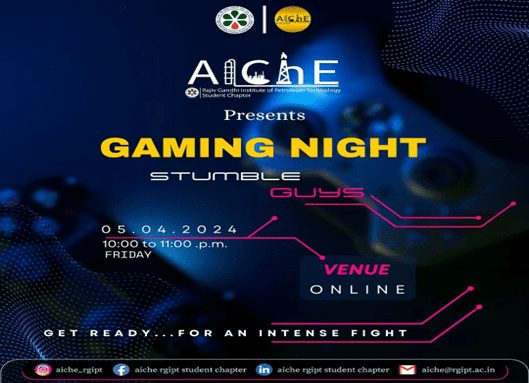 AIChE
AIChE
Rajiv Gandhi Institute of Petroleum Technology
Student Chapter
Presents
GAMING NIGHT
STUMBLE
GUYS
05.04.2024
10:00 to 11:00 .p.m.
FRIDAY
VENUE
ONLINE
GET READY...FOR AN INTENSE FIGHT
aiche_rgipt
aiche rgipt student chapter
aiche rgipt student chapter
aiche@rgipt.ac.in